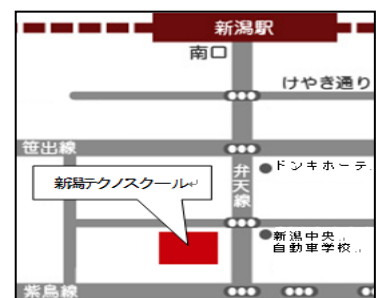 新潟駅
南口
けやき通り
笹出線
ドンキホーテ
弁天線
新潟テクノスクール↵
新潟中央
自動車学校
紫鳥線